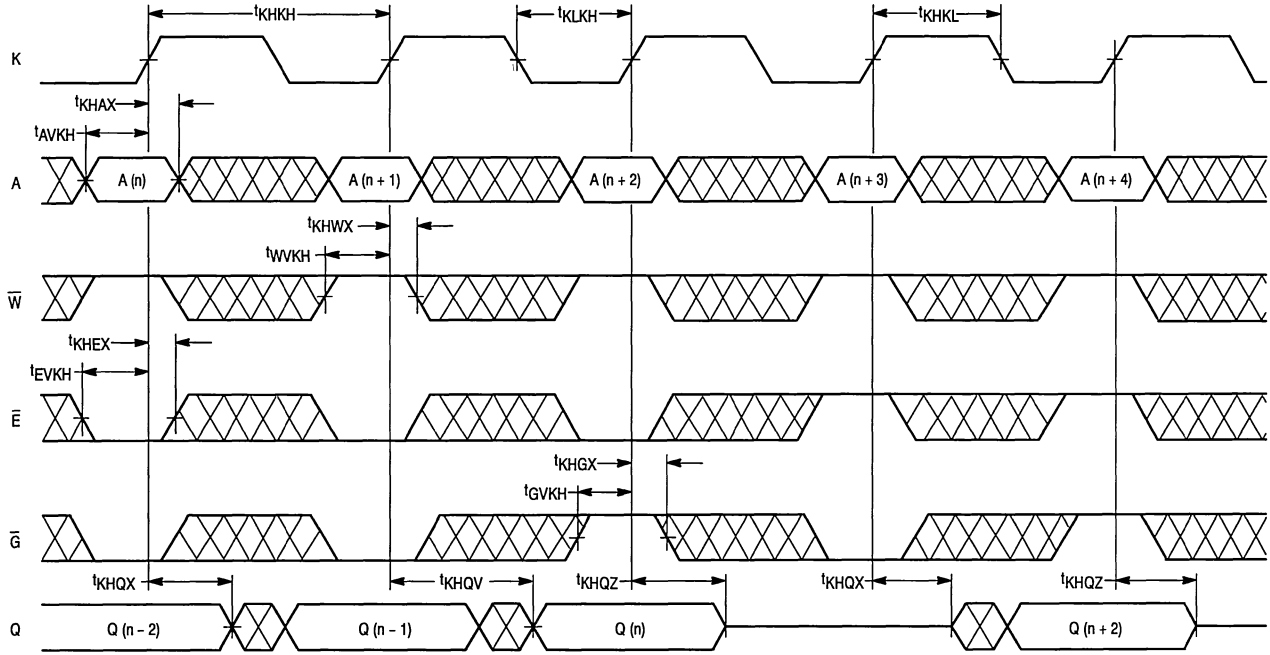 tKHKH tKLKH tKHKL
K
tKHAX
tAVKH
A A (n) A (n + 1) A (n + 2) A (n + 3) A (n + 4)
tKHWX
tWVKH
W̅
tKHEX
tEVKH
E̅
tKHGX
tGVKH
G̅
tKHQX tKHQV tKHQZ tKHQX tKHQZ
Q Q (n – 2) Q (n – 1) Q (n) Q (n + 2)